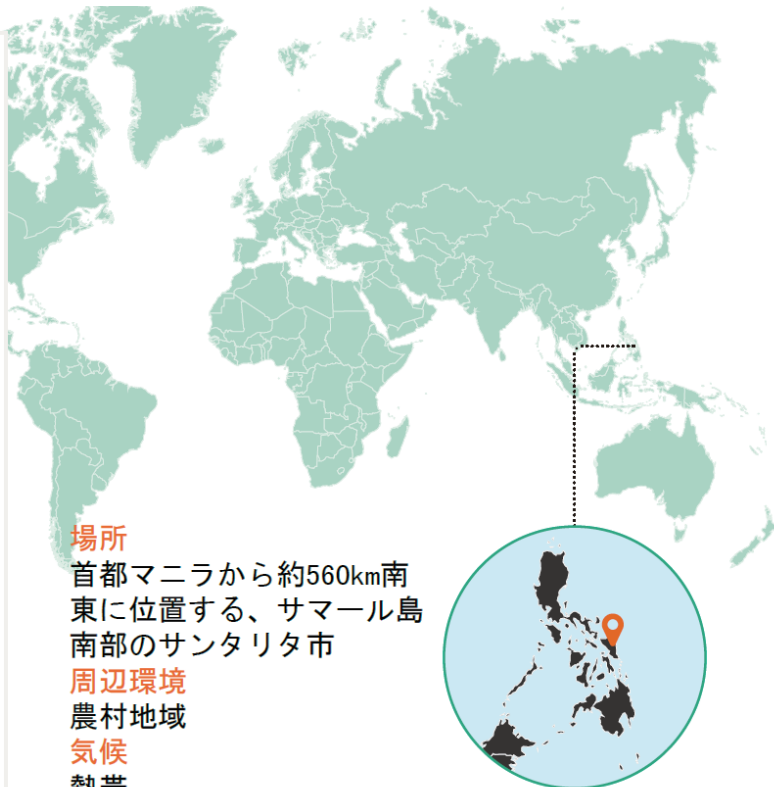 場所
首都マニラから約560km南
東に位置する、サマール島
南部のサンタリタ市
周辺環境
農村地域
気候
熱帯